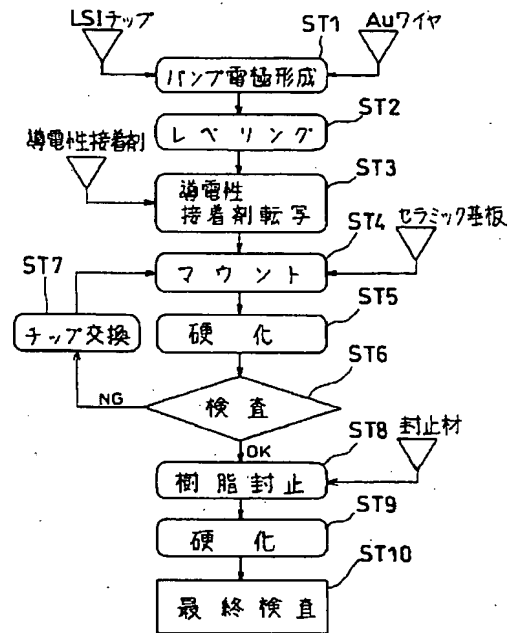 LSIチップ
ST1
Auワイヤ
バンプ電極形成
ST2
レベリング
導電性接着剤
ST3
導電性
接着剤転写
ST4
セラミック基板
ST7
マウント
ST5
チップ交換
硬化
ST6
NG
検査
OK
ST8
封止材
樹脂封止
ST9
硬化
ST10
最終検査